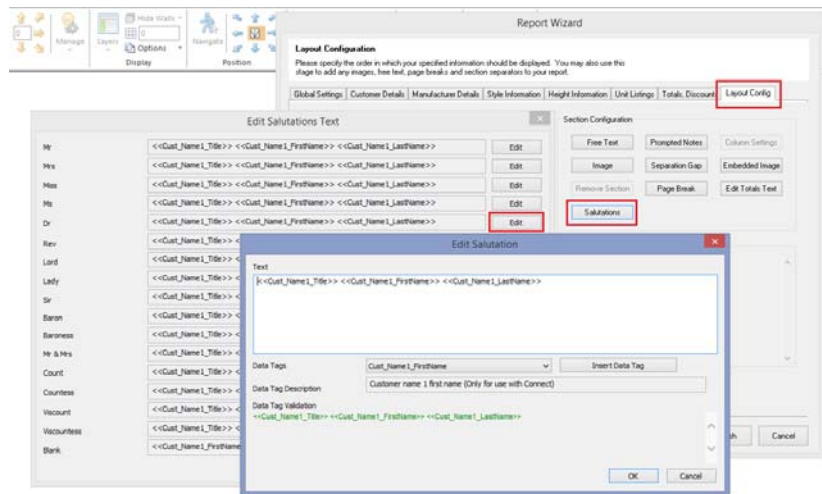 Hide Walls
Manage
Layers
Options
Navigate
Display
Position
0
0
Report Wizard
Layout Configuration
Please specify the order in which your specified information should be displayed. You may also use this
stage to add any images, free text, page breaks and section separators to your report.
Global Settings Customer Details Manufacturer Details Style Information Height Information Unit Listings Totals, Discount Layout Config
Section Configuration
Free Text Prompted Notes Column Settings
Image Separation Gap Embedded Image
Remove Section Page Break Edit Totals Text
Salutations
Cancel
Edit Salutations Text
Mr <<Cust_Name1_Title>> <<Cust_Name1_FirstName>> <<Cust_Name1_LastName>> Edit
Mrs <<Cust_Name1_Title>> <<Cust_Name1_FirstName>> <<Cust_Name1_LastName>> Edit
Miss <<Cust_Name1_Title>> <<Cust_Name1_FirstName>> <<Cust_Name1_LastName>> Edit
Ms <<Cust_Name1_Title>> <<Cust_Name1_FirstName>> <<Cust_Name1_LastName>> Edit
Dr <<Cust_Name1_Title>> <<Cust_Name1_FirstName>> <<Cust_Name1_LastName>> Edit
Rev <<Cust_Name1_Title>> <
Lord <<Cust_Name1_Title>> <
Lady <<Cust_Name1_Title>> <
Sir <<Cust_Name1_Title>> <
Baron <<Cust_Name1_Title>> <
Baroness <<Cust_Name1_Title>> <
Mr & Mrs <<Cust_Name1_Title>> <
Count <<Cust_Name1_Title>> <
Countess <<Cust_Name1_Title>> <
Viscount <<Cust_Name1_Title>> <
Viscountess <<Cust_Name1_Title>> <
Blank <<Cust_Name1_FirstName
Edit Salutation
Text
<<Cust_Name1_Title>> <<Cust_Name1_FirstName>> <<Cust_Name1_LastName>>
Data Tags Cust_Name1_FirstName Insert Data Tag
Data Tag Description Customer name 1 first name (Only for use with Connect)
Data Tag Validation
<<Cust_Name1_Title>> <<Cust_Name1_FirstName>> <<Cust_Name1_LastName>>
OK Cancel